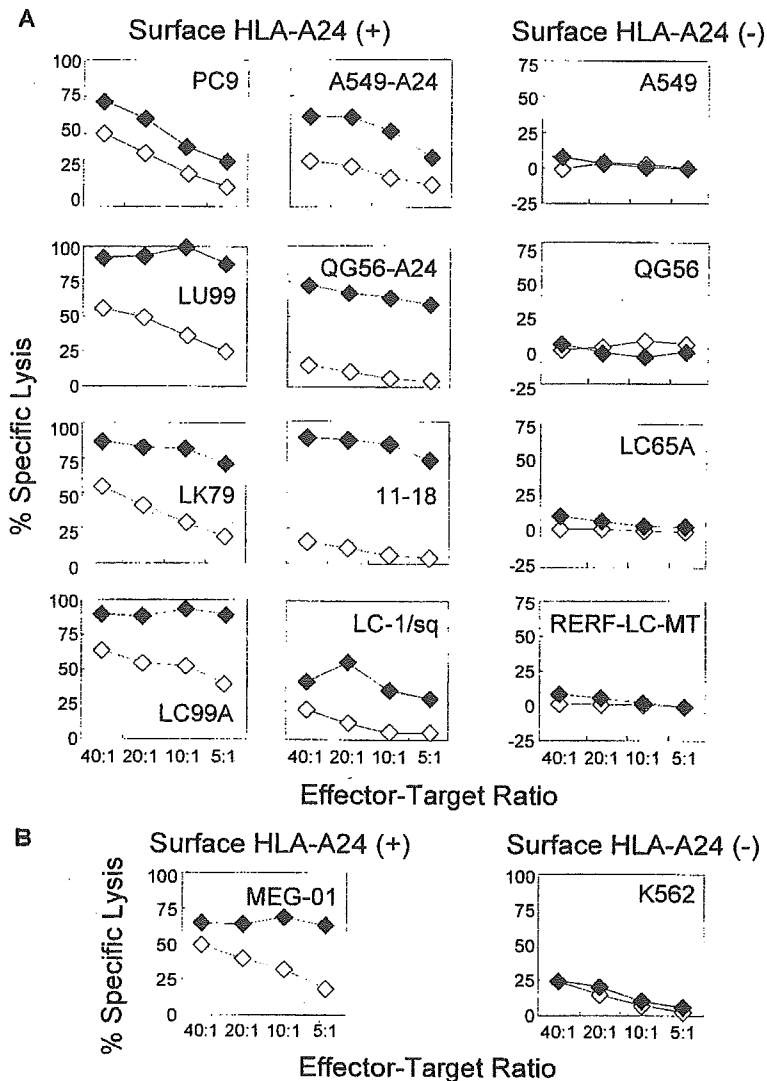 A
Surface HLA-A24 (+)
Surface HLA-A24 (-)
% Specific Lysis
100
75
50
25
0
PC9
A549-A24
75
50
25
0
-25
A549
100
75
50
25
0
LU99
QG56-A24
75
50
25
0
-25
QG56
100
75
50
25
0
LK79
11-18
75
50
25
0
-25
LC65A
100
75
50
25
0
LC99A
LC-1/sq
75
50
25
0
-25
RERF-LC-MT
40:1 20:1 10:1 5:1
40:1 20:1 10:1 5:1
40:1 20:1 10:1 5:1
Effector-Target Ratio
B
Surface HLA-A24 (+)
Surface HLA-A24 (-)
% Specific Lysis
100
75
50
25
0
MEG-01
100
75
50
25
0
K562
40:1 20:1 10:1 5:1
40:1 20:1 10:1 5:1
Effector-Target Ratio